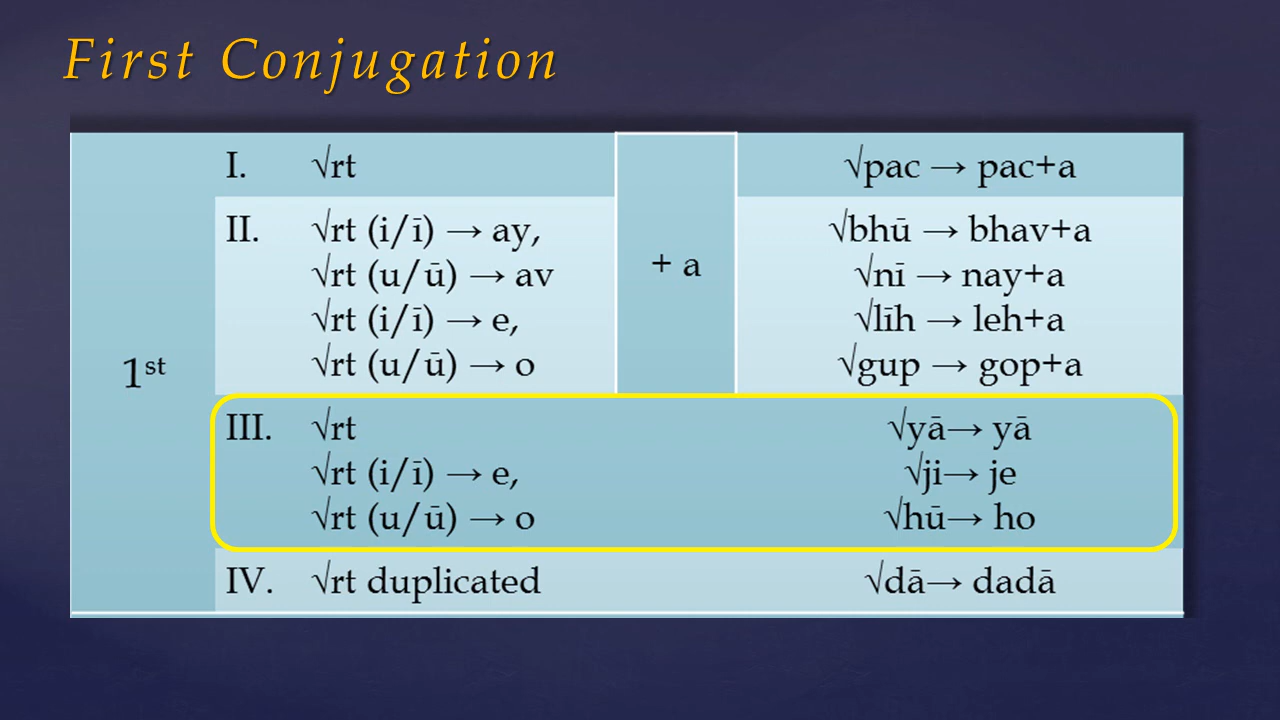 First Conjugation
1st
I. √rt √pac → pac+a
II. √rt (i/ī) → ay, √bhū → bhav+a
√rt (u/ū) → av + a √nī → nay+a
√rt (i/ī) → e, √līh → leh+a
√rt (u/ū) → o √gup → gop+a
III. √rt √yā→ yā
√rt (i/ī) → e, √ji→ je
√rt (u/ū) → o √hū→ ho
IV. √rt duplicated √dā→ dadā